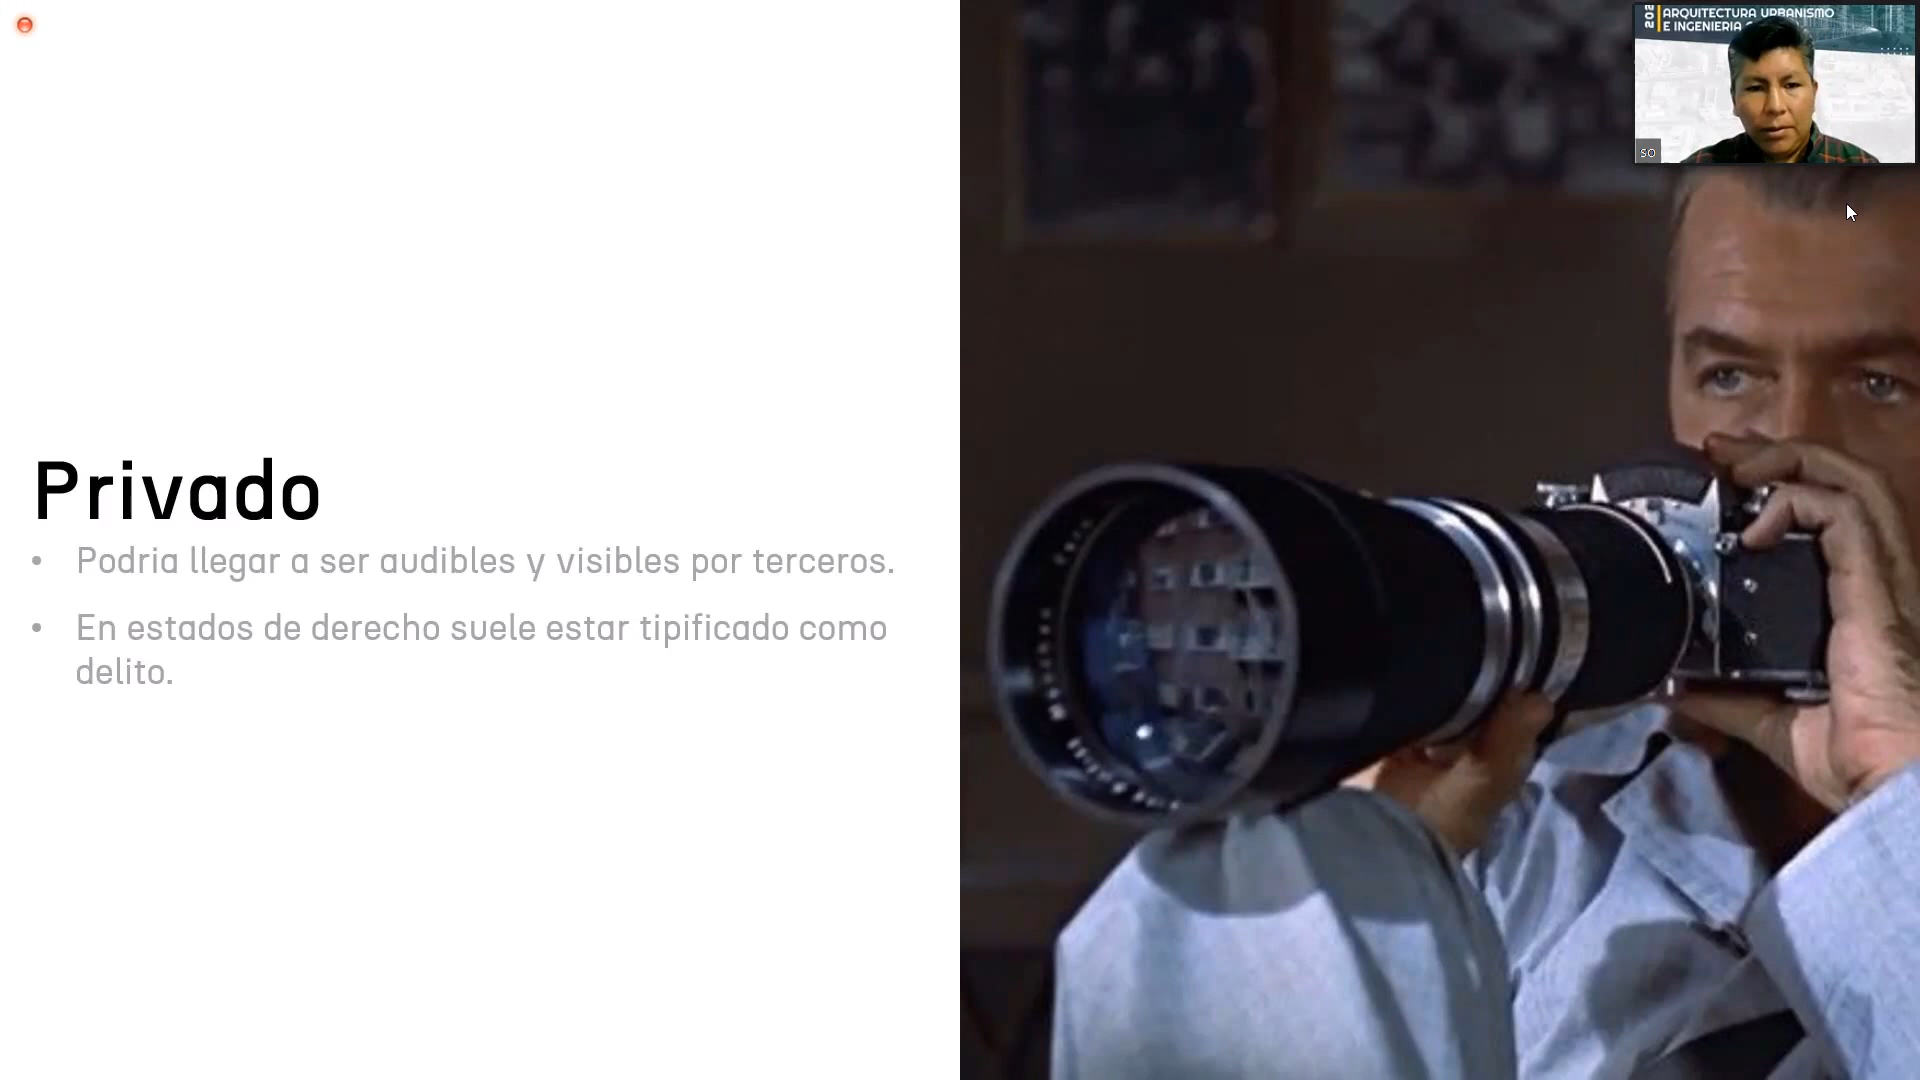 ARQUITECTURA URBANISMO
E INGENIERIA
SO
Privado
• Podria llegar a ser audibles y visibles por terceros.
• En estados de derecho suele estar tipificado como
delito.